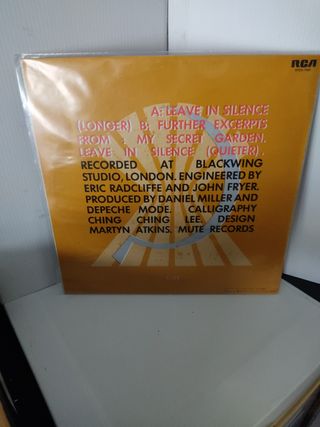 RCA
A: LEAVE IN SILENCE
(LONGER) B: FURTHER EXCERPTS
FROM : MY SECRET GARDEN,
LEAVE IN SILENCE (QUIETER).
RECORDED AT BLACKWING
STUDIO, LONDON. ENGINEERED BY
ERIC RADCLIFFE AND JOHN FRYER.
PRODUCED BY DANIEL MILLER AND
DEPECHE MODE. CALLIGRAPHY
CHING CHING LEE. DESIGN
MARTYN ATKINS. MUTE RECORDS